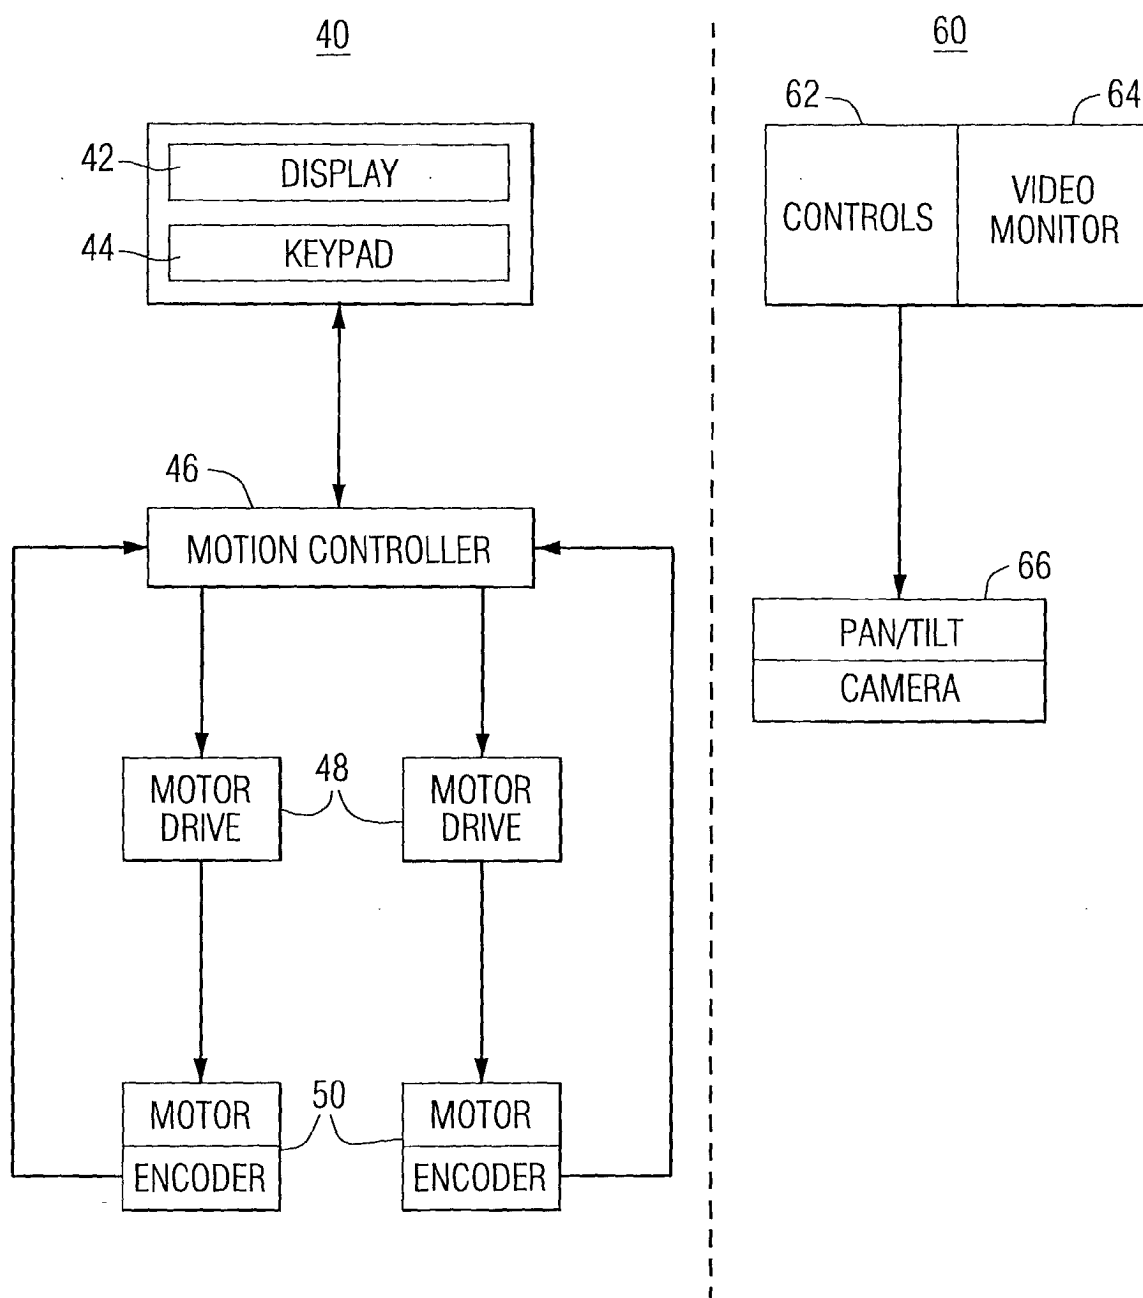 40
42
DISPLAY
44
KEYPAD
46
MOTION CONTROLLER
48
MOTOR
DRIVE
MOTOR
DRIVE
50
MOTOR
ENCODER
MOTOR
ENCODER
60
62
64
CONTROLS
VIDEO
MONITOR
66
PAN/TILT
CAMERA